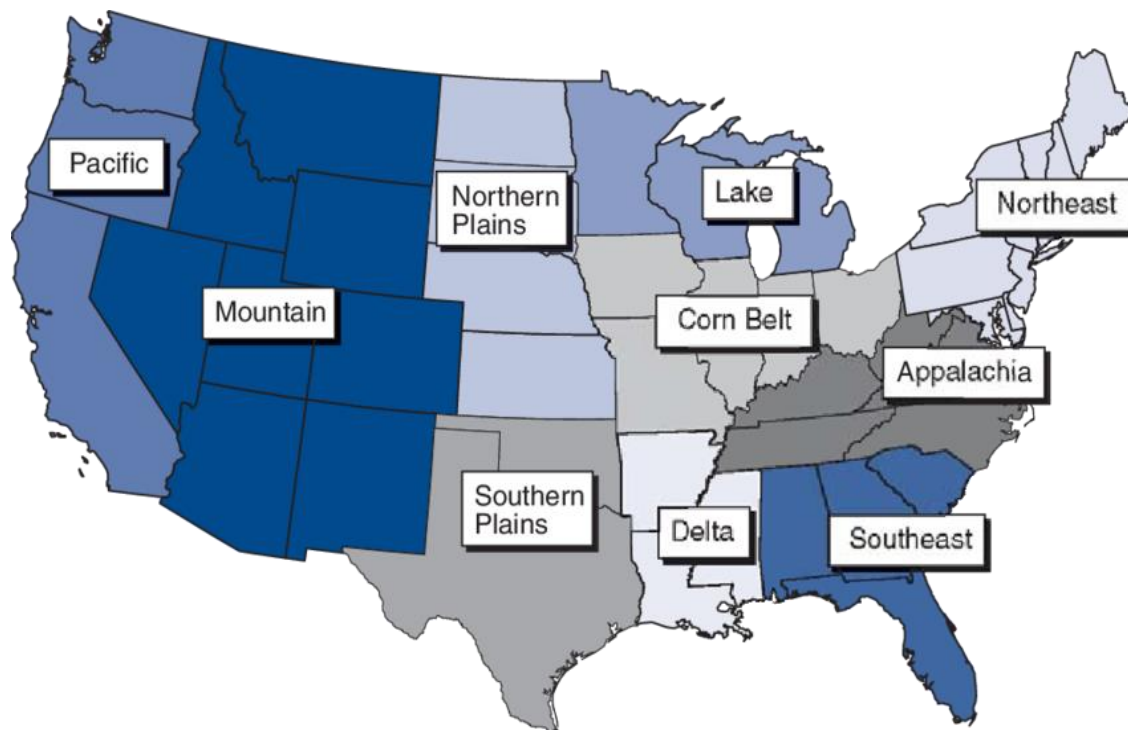 Pacific
Northern
Plains
Lake
Northeast
Mountain
Corn Belt
Appalachia
Southern
Plains
Delta
Southeast